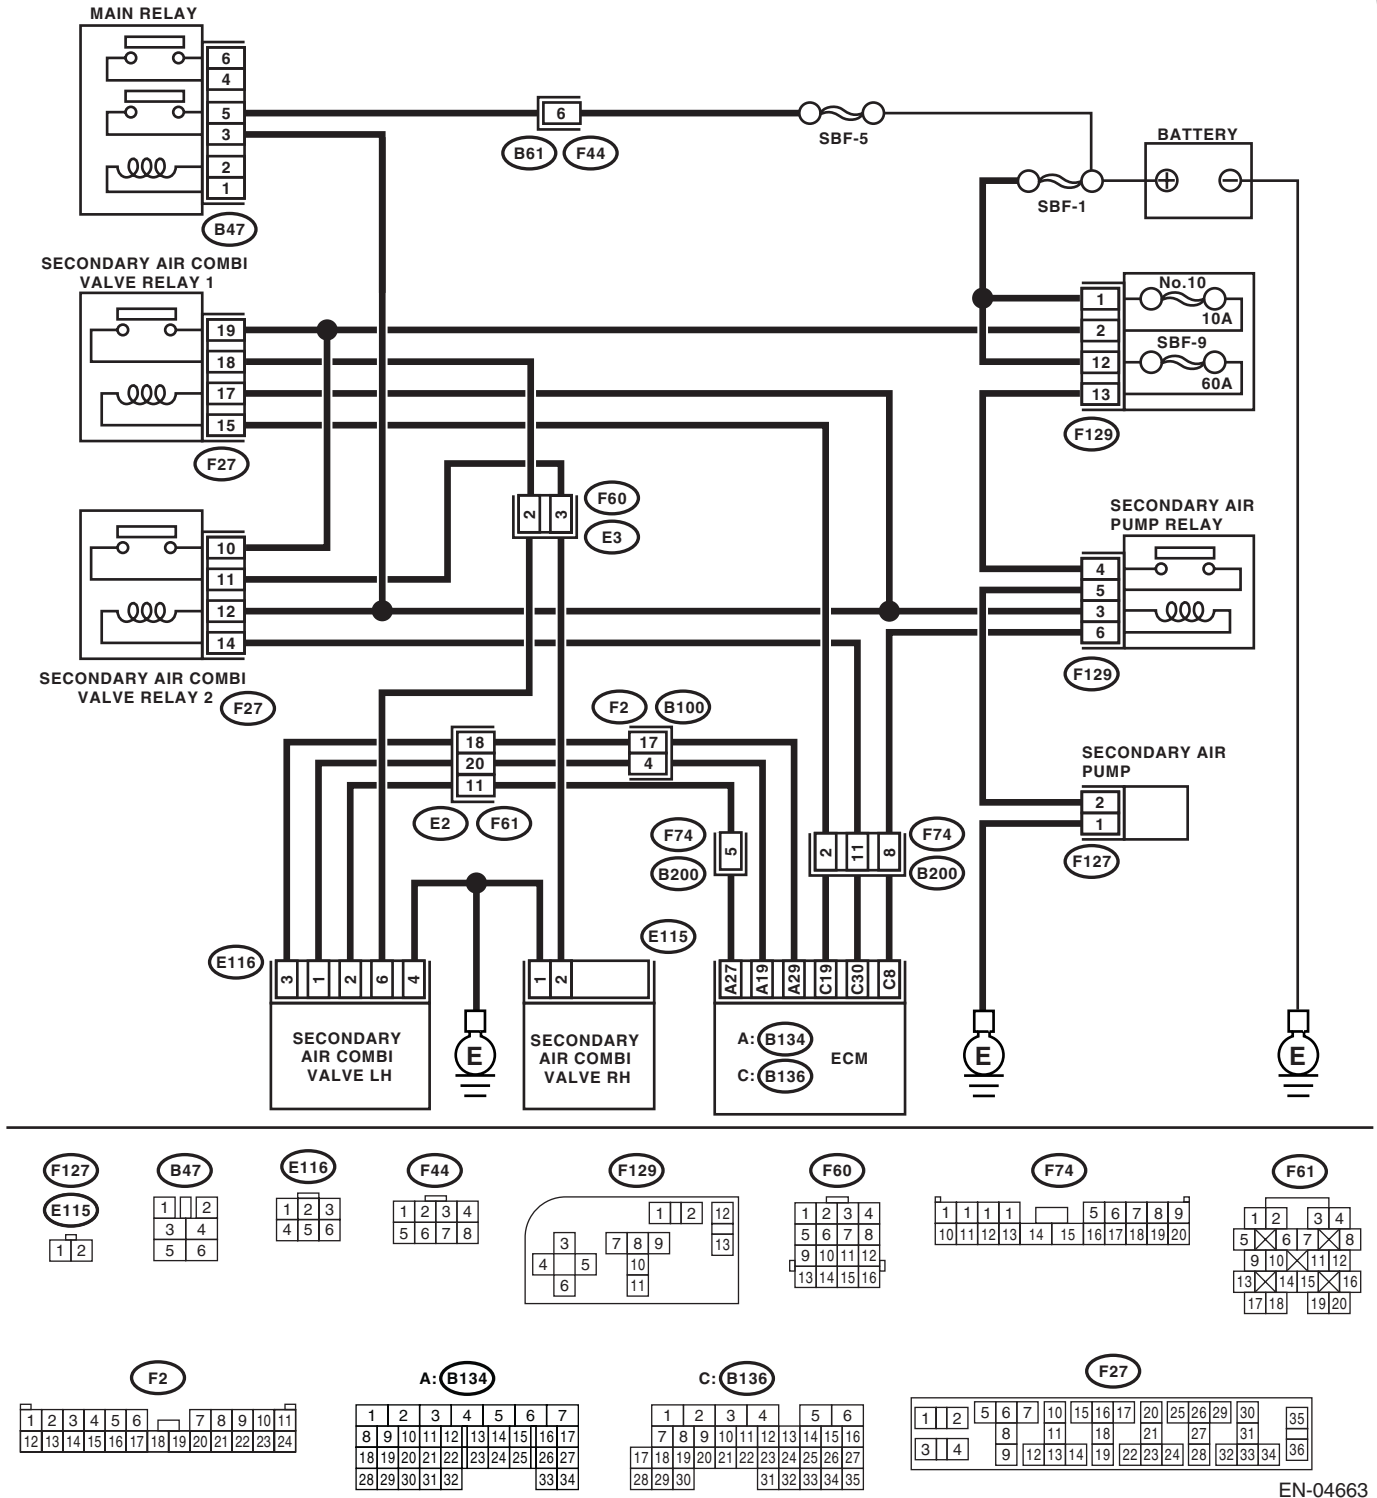 MAIN RELAY
6
4
5
3
2
1
B47
6
B61 F44
SBF-5
BATTERY
SBF-1
SECONDARY AIR COMBI
VALVE RELAY 1
19
18
17
15
F27
1
2
12
13
No.10
10A
SBF-9
60A
F129
2 3
F60
E3
10
11
12
14
SECONDARY AIR COMBI
VALVE RELAY 2
F27
SECONDARY AIR
PUMP RELAY
4
5
3
6
F129
F2 B100
18
20
11
17
4
E2 F61
SECONDARY AIR
PUMP
2
1
F127
F74
5
B200
2 11 8
F74
B200
E116
3 1 2 6 4
SECONDARY
AIR COMBI
VALVE LH
E
E115
1 2
SECONDARY
AIR COMBI
VALVE RH
A27 A19 A29 C19 C30 C8
A: B134
C: B136
ECM
E
E
F127
E115
1 2
B47
1 2
3 4
5 6
E116
1 2 3
4 5 6
F44
1 2 3 4
5 6 7 8
F129
1 2 12
3 7 8 9 13
4 5 10
6 11
F60
1 2 3 4
5 6 7 8
9 10 11 12
13 14 15 16
F74
1 1 1 1 5 6 7 8 9
10 11 12 13 14 15 16 17 18 19 20
F61
1 2 3 4
5 6 7 8
9 10 11 12
13 14 15 16
17 18 19 20
F2
1 2 3 4 5 6 7 8 9 10 11
12 13 14 15 16 17 18 19 20 21 22 23 24
A: B134
1 2 3 4 5 6 7
8 9 10 11 12 13 14 15 16 17
18 19 20 21 22 23 24 25 26 27
28 29 30 31 32 33 34
C: B136
1 2 3 4 5 6
7 8 9 10 11 12 13 14 15 16
17 18 19 20 21 22 23 24 25 26 27
28 29 30 31 32 33 34 35
F27
1 2 5 6 7 10 15 16 17 20 25 26 29 30 35
8 11 18 21 27 31
3 4 9 12 13 14 19 22 23 24 28 32 33 34 36
EN-04663